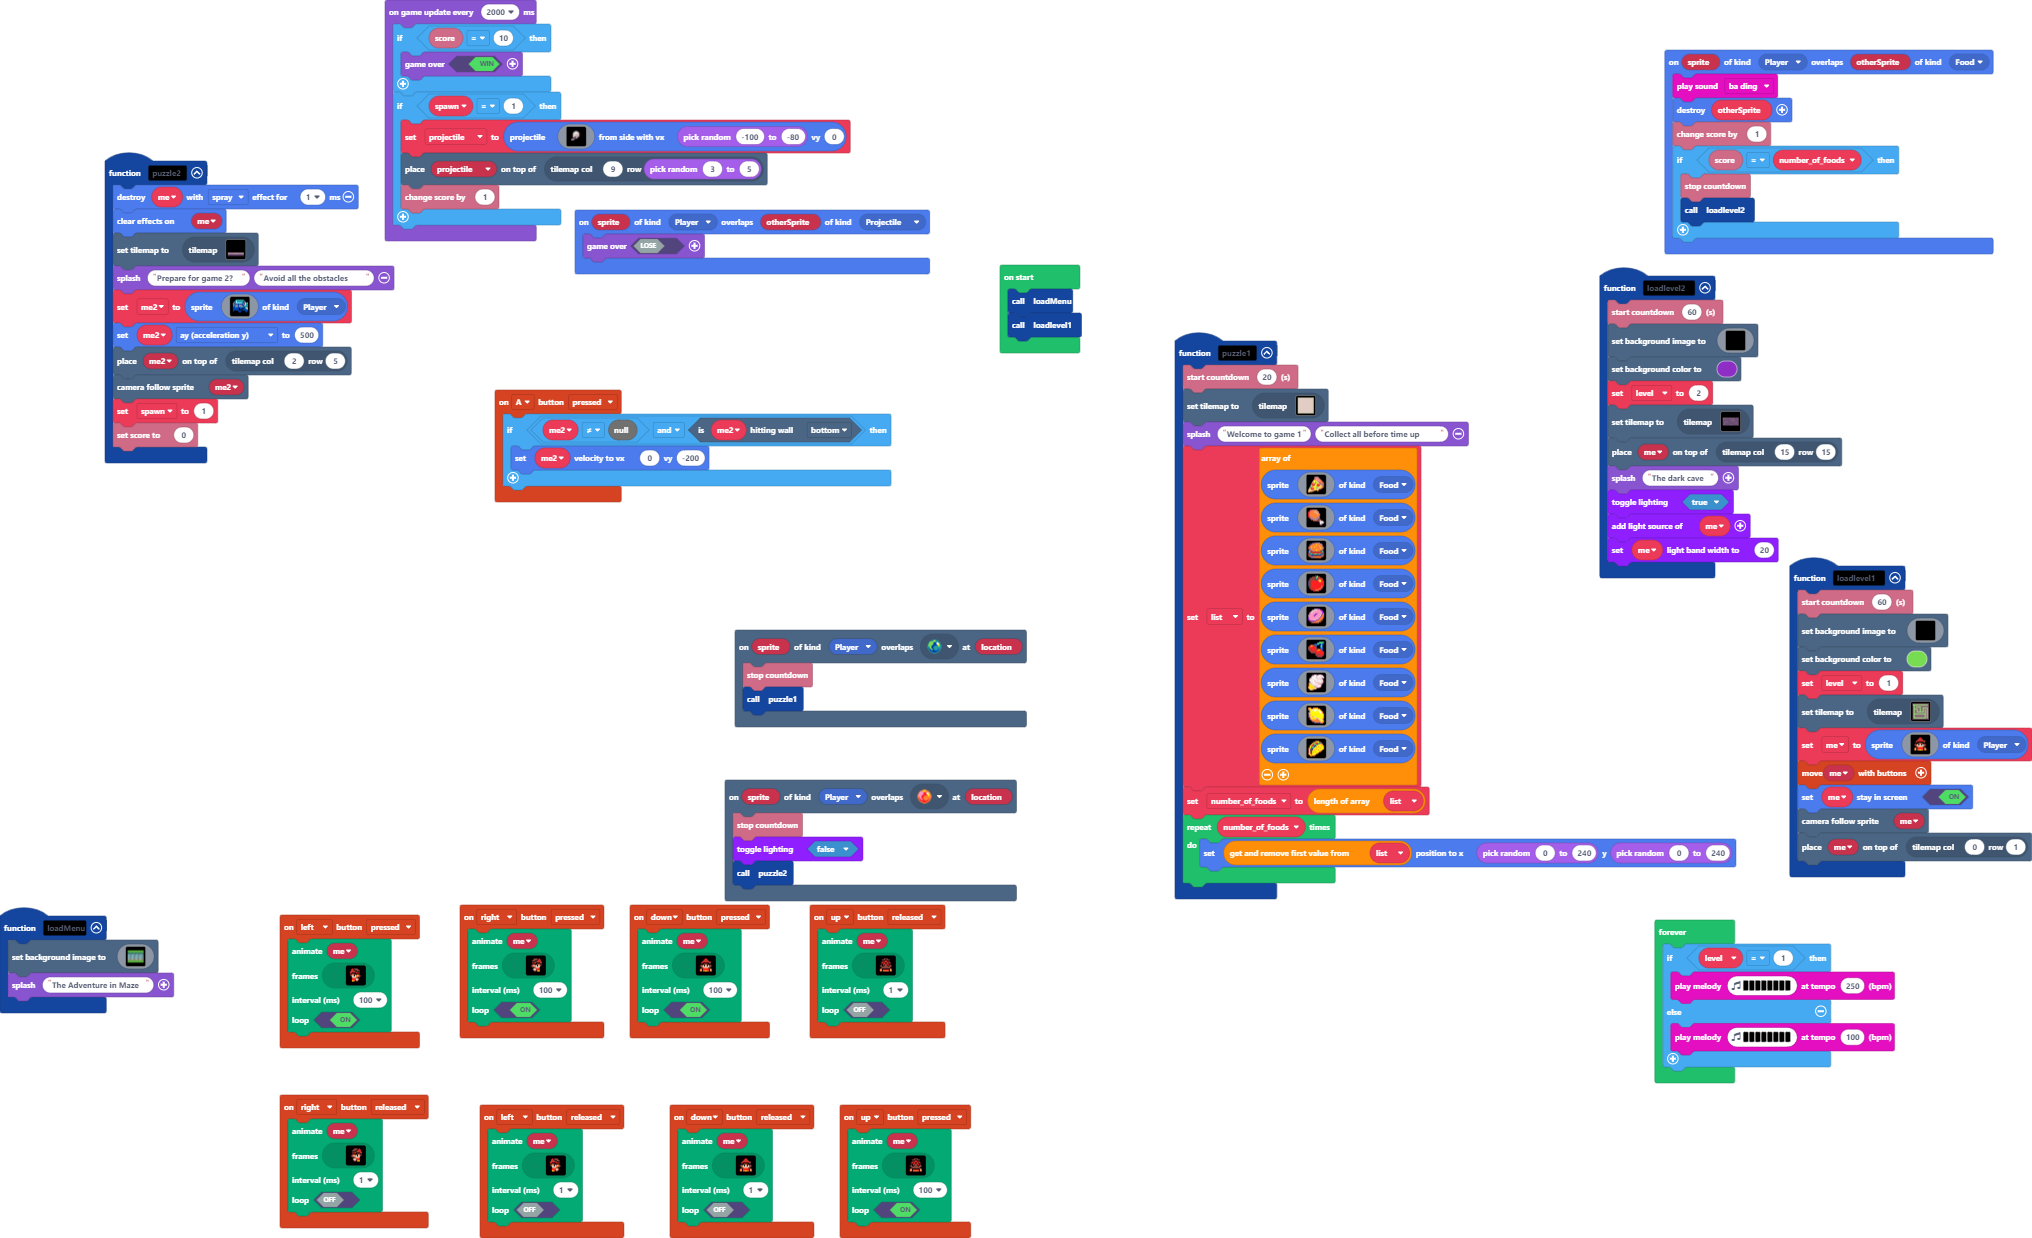 on game update every 2000 ms
if score = 10 then
game over WIN
if spawn = 1 then
set projectile to projectile from side with vx pick random -100 to -80 vy 0
place projectile on top of tilemap col 9 row pick random 3 to 5
change score by 1
function puzzle2
destroy me with spray effect for 1 ms
clear effects on me
set tilemap to tilemap
splash "Prepare for game 2?" "Avoid all the obstacles"
set me2 to sprite of kind Player
set me2 ay (acceleration y) to 500
place me2 on top of tilemap col 2 row 5
camera follow sprite me2
set spawn to 1
set score to 0
on sprite of kind Player overlaps otherSprite of kind Projectile
game over LOSE
on start
call loadMenu
call loadlevel1
on A button pressed
if me2 ≠ null and is me2 hitting wall bottom then
set me2 velocity to vx 0 vy -200
on sprite of kind Player overlaps at location
stop countdown
call puzzle1
on sprite of kind Player overlaps at location
stop countdown
toggle lighting false
call puzzle2
on sprite of kind Player overlaps otherSprite of kind Food
play sound ba ding
destroy otherSprite
change score by 1
if score = number_of_foods then
stop countdown
call loadlevel2
function puzzle1
start countdown 20 (s)
set tilemap to tilemap
splash "Welcome to game 1" "Collect all before time up"
set list to array of
sprite of kind Food
sprite of kind Food
sprite of kind Food
sprite of kind Food
sprite of kind Food
sprite of kind Food
sprite of kind Food
sprite of kind Food
sprite of kind Food
set number_of_foods to length of array list
repeat number_of_foods times
do set get and remove first value from list position to x pick random 0 to 240 y pick random 0 to 240
function loadlevel2
start countdown 60 (s)
set background image to
set background color to
set level to 2
set tilemap to tilemap
place me on top of tilemap col 15 row 15
splash "The dark cave"
toggle lighting true
add light source of me
set me light band width to 20
function loadlevel1
start countdown 60 (s)
set background image to
set background color to
set level to 1
set tilemap to tilemap
set me to sprite of kind Player
move me with buttons
set me stay in screen ON
camera follow sprite me
place me on top of tilemap col 0 row 1
function loadMenu
set background image to
splash "The Adventure in Maze"
on left button pressed
animate me
frames
interval (ms) 100
loop ON
on right button pressed
animate me
frames
interval (ms) 100
loop ON
on down button pressed
animate me
frames
interval (ms) 100
loop ON
on up button released
animate me
frames
interval (ms) 1
loop OFF
on right button released
animate me
frames
interval (ms) 1
loop OFF
on left button released
animate me
frames
interval (ms) 1
loop OFF
on down button released
animate me
frames
interval (ms) 1
loop OFF
on up button pressed
animate me
frames
interval (ms) 100
loop ON
forever
if level = 1 then
play melody at tempo 250 (bpm)
else
play melody at tempo 100 (bpm)